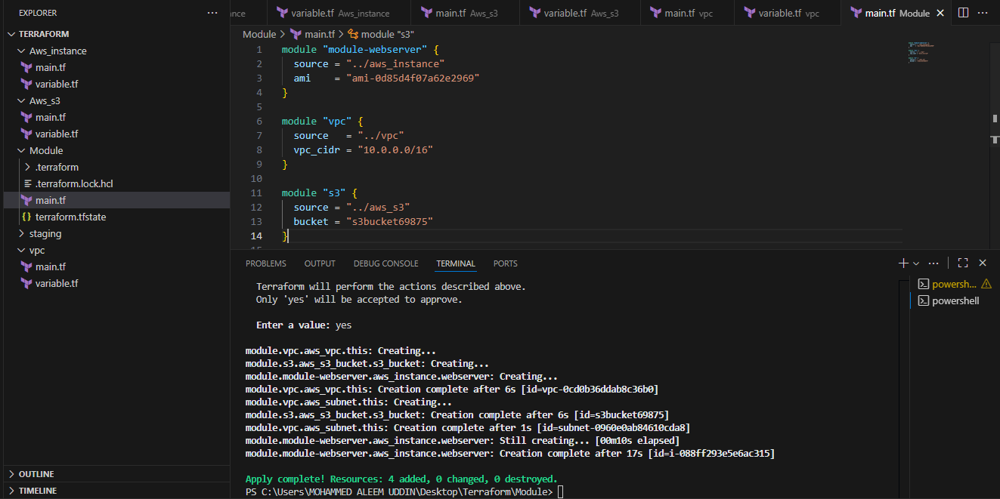 EXPLORER
TERRAFORM
Aws_instance
main.tf
variable.tf
Aws_s3
main.tf
variable.tf
Module
.terraform
.terraform.lock.hcl
main.tf
{} terraform.tfstate
staging
vpc
main.tf
variable.tf
OUTLINE
TIMELINE
nce variable.tf Aws_instance main.tf Aws_s3 variable.tf Aws_s3 main.tf vpc variable.tf vpc main.tf Module
Module > main.tf > module "s3"
1 module "module-webserver" {
2 source = "../aws_instance"
3 ami = "ami-0d85d4f07a62e2969"
4 }
5
6 module "vpc" {
7 source = "../vpc"
8 vpc_cidr = "10.0.0.0/16"
9 }
10
11 module "s3" {
12 source = "../aws_s3"
13 bucket = "s3bucket69875"
14 }
15
PROBLEMS OUTPUT DEBUG CONSOLE TERMINAL PORTS
Terraform will perform the actions described above.
Only 'yes' will be accepted to approve.
Enter a value: yes
module.vpc.aws_vpc.this: Creating...
module.s3.aws_s3_bucket.s3_bucket: Creating...
module.module-webserver.aws_instance.webserver: Creating...
module.vpc.aws_vpc.this: Creation complete after 6s [id=vpc-0cd0b36ddab8c36b0]
module.vpc.aws_subnet.this: Creating...
module.s3.aws_s3_bucket.s3_bucket: Creation complete after 6s [id=s3bucket69875]
module.vpc.aws_subnet.this: Creation complete after 1s [id=subnet-0960e0ab84610cda8]
module.module-webserver.aws_instance.webserver: Still creating... [00m10s elapsed]
module.module-webserver.aws_instance.webserver: Creation complete after 17s [id=i-088ff293e5e6ac315]
Apply complete! Resources: 4 added, 0 changed, 0 destroyed.
PS C:\Users\MOHAMMED ALEEM UDDIN\Desktop\Terraform\Module>
powersh...
powershell